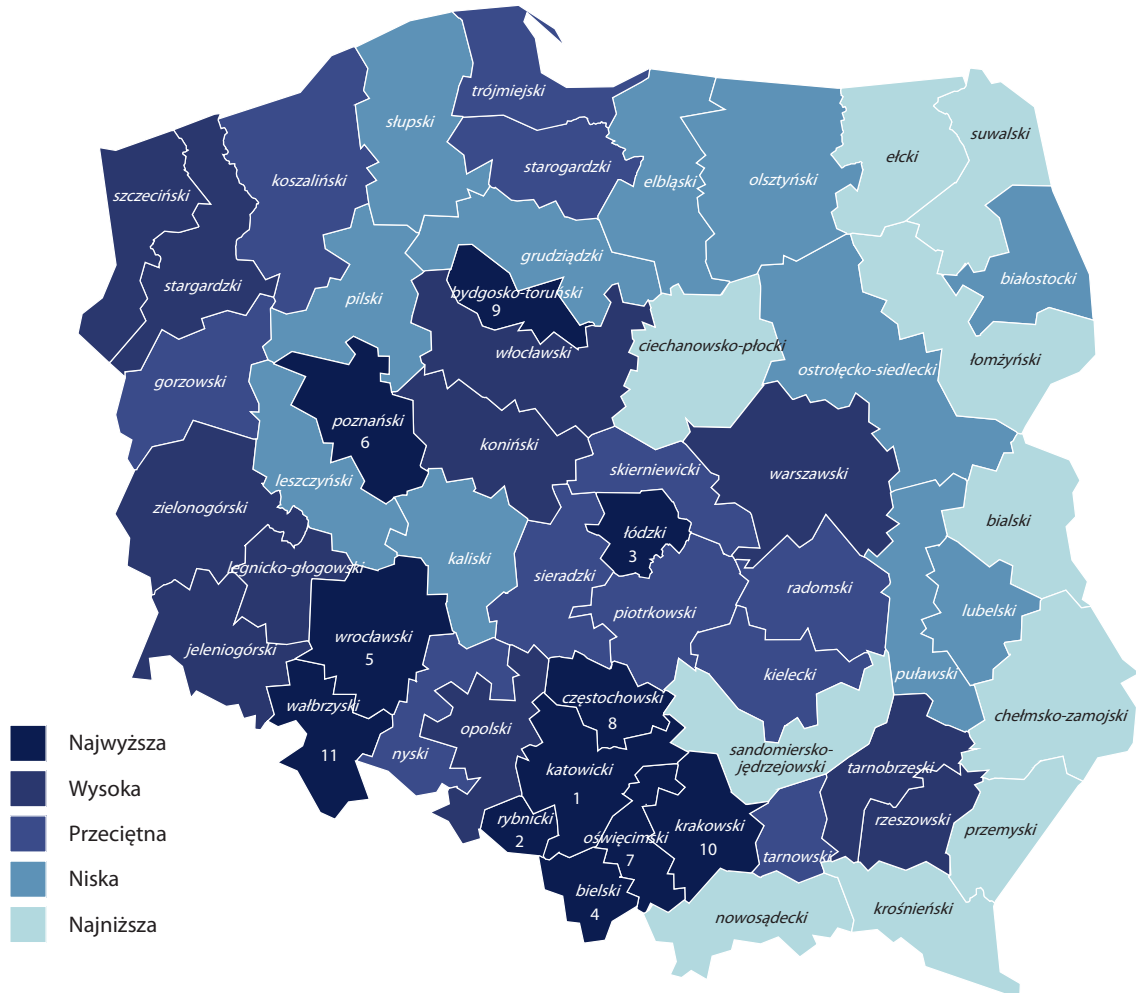 trójmiejski
słupski
suwalski
ełcki
starogardzki
koszaliński
elbląski
olsztyński
szczeciński
grudziądzki
białostocki
stargardzki
pilski
bydgosko-toruński
9
ciechanowsko-płocki
włocławski
łomżyński
ostrołęcko-siedlecki
gorzowski
poznański
6
koniński
skierniewicki
warszawski
leszczyński
zielonogórski
bialski
łódzki
3
kaliski
legnicko-głogowski
sieradzki
radomski
lubelski
piotrkowski
wrocławski
5
jeleniogórski
kielecki
puławski
częstochowski
8
wałbrzyski
11
chełmsko-zamojski
opolski
nyski
sandomiersko-
jędrzejowski
tarnobrzeski
katowicki
1
rybnicki
2
oświęcimski
7
krakowski
10
rzeszowski
przemyski
tarnowski
bielski
4
nowosądecki
krośnieński
Najwyższa
Wysoka
Przeciętna
Niska
Najniższa